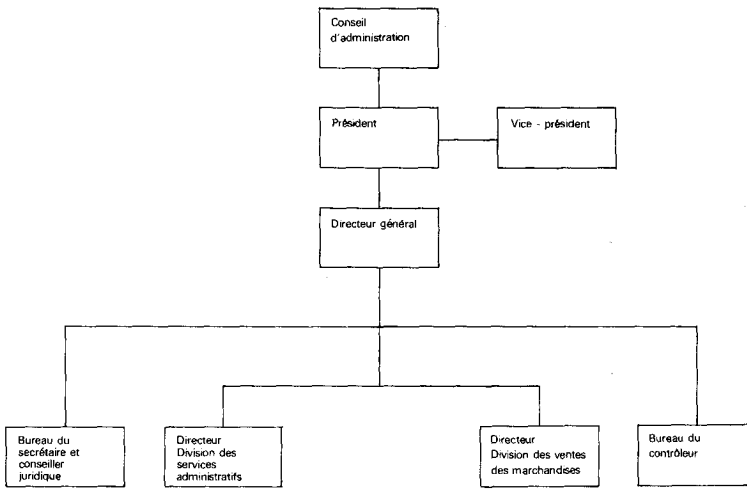 Conseil
d'administration
Président
Vice - président
Directeur général
Bureau du
secrétaire et
conseiller
juridique
Directeur
Division des
services
administratifs
Directeur
Division des ventes
des marchandises
Bureau du
contrôleur